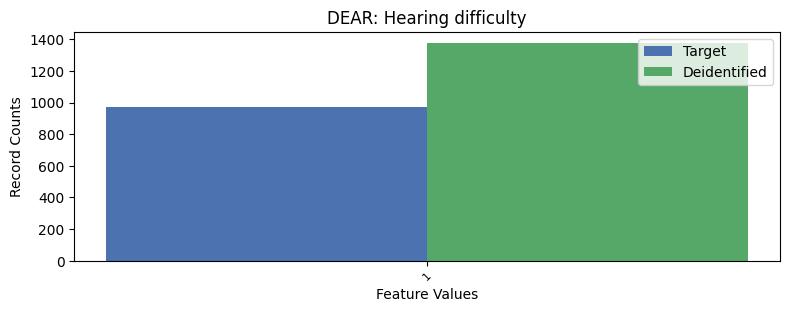 DEAR: Hearing difficulty
Target
Deidentified
Record Counts
1400
1200
1000
800
600
400
200
0
1
Feature Values